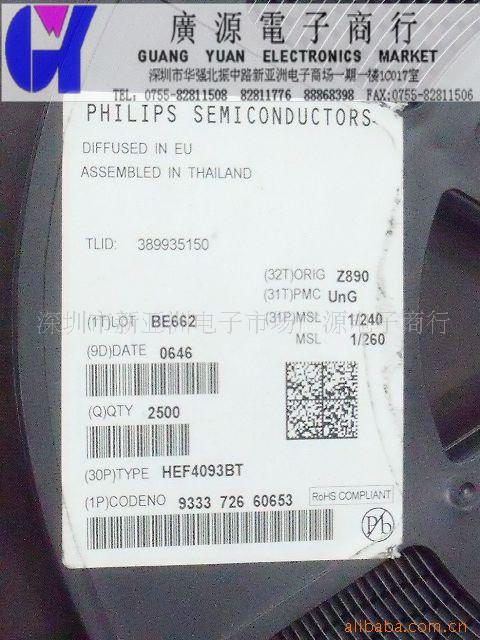 廣源電子商行
GUANG YUAN ELECTRONICS MARKET
深圳市华强北振中路新亚洲电子商场一期一楼1C017室
TEL: 0755-82811508 82811776 88868398 FAX:0755-82811506
PHILIPS SEMICONDUCTORS
DIFFUSED IN EU
ASSEMBLED IN THAILAND
TLID: 389935150
(32T)ORIG Z890
(31T)PMC UnG
(1T)LOT BE662
(31P)MSL 1/240
MSL 1/260
深圳市新亚洲电子市场广源电子商行
(9D)DATE 0646
(Q)QTY 2500
(30P)TYPE HEF4093BT
(1P)CODENO 9333 726 60653
RoHS COMPLIANT
Pb
alibaba.com.cn